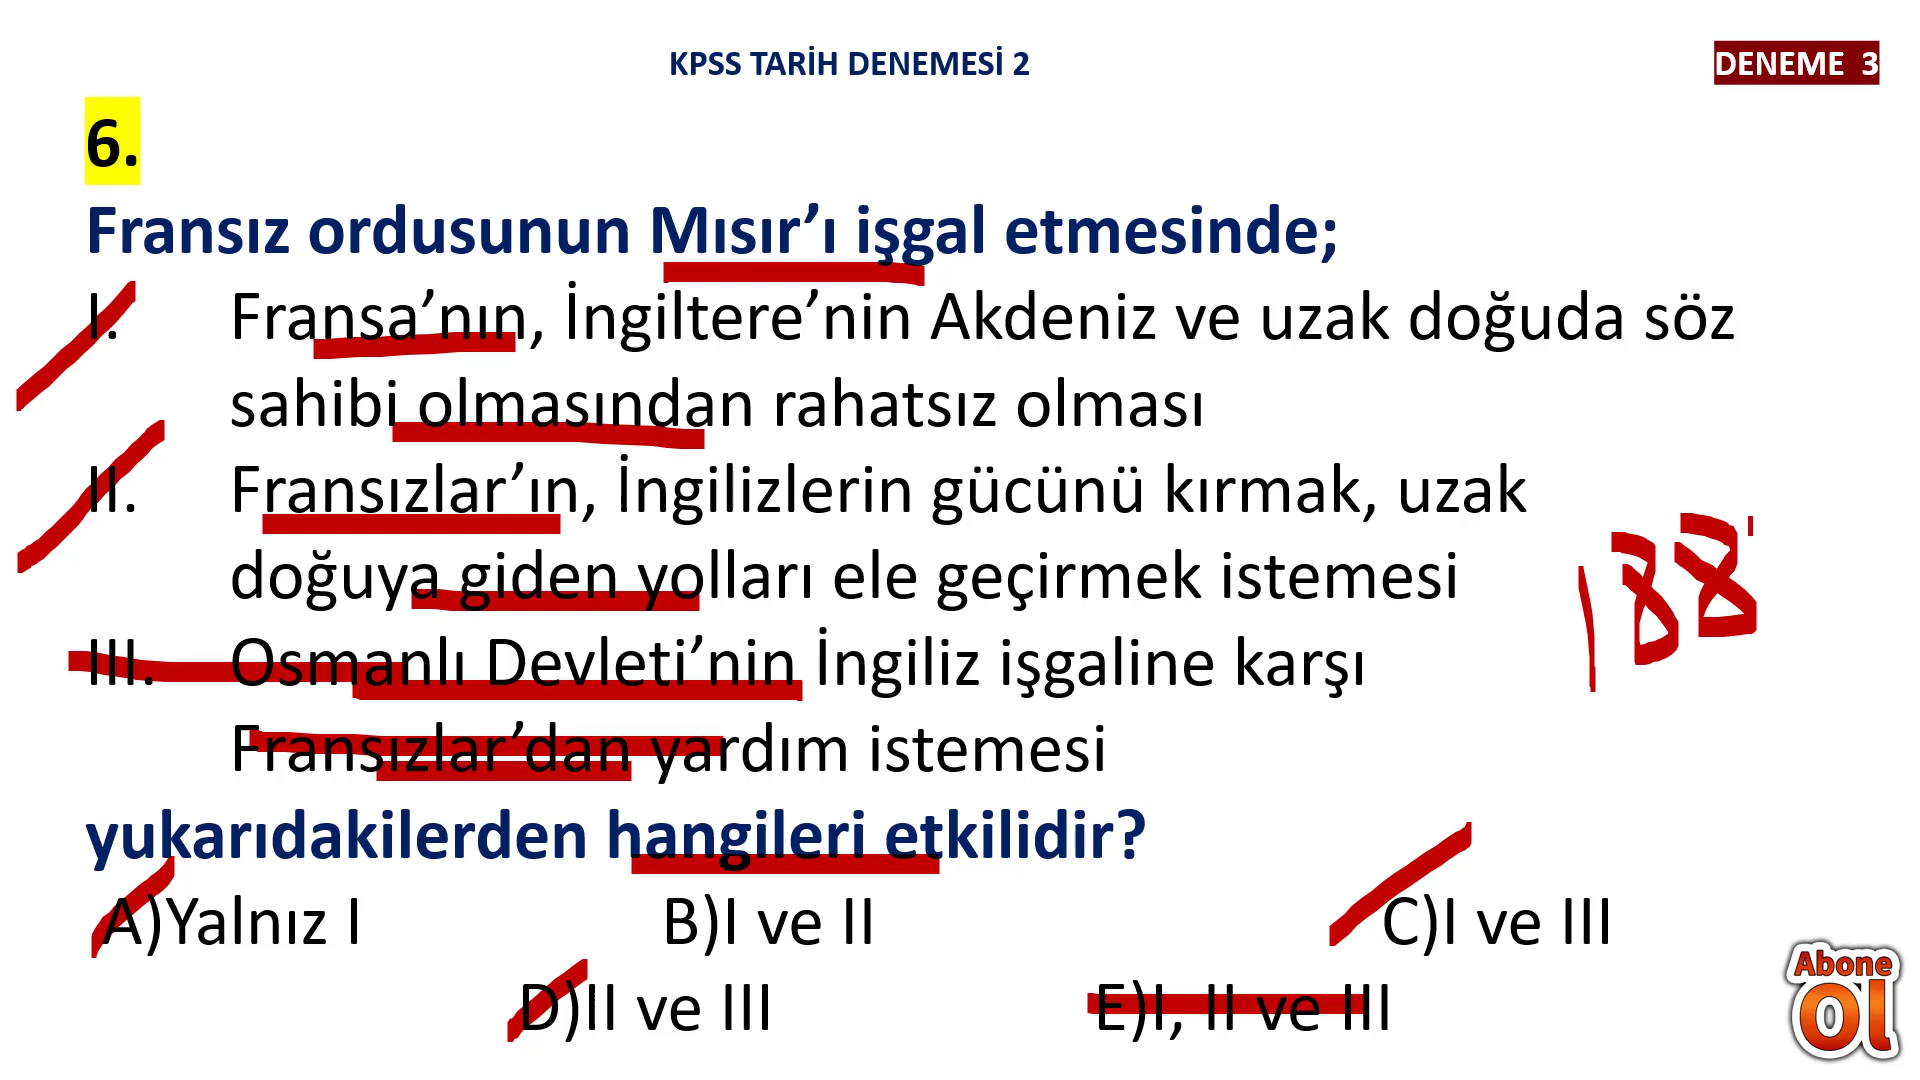 KPSS TARİH DENEMESİ 2
DENEME 3
6.
Fransız ordusunun Mısır’ı işgal etmesinde;
I. Fransa’nın, İngiltere’nin Akdeniz ve uzak doğuda söz
sahibi olmasından rahatsız olması
II. Fransızlar’ın, İngilizlerin gücünü kırmak, uzak
doğuya giden yolları ele geçirmek istemesi
188
III. Osmanlı Devleti’nin İngiliz işgaline karşı
Fransızlar’dan yardım istemesi
yukarıdakilerden hangileri etkilidir?
A)Yalnız I B)I ve II C)I ve III
D)II ve III E)I, II ve III
Abone
Ol